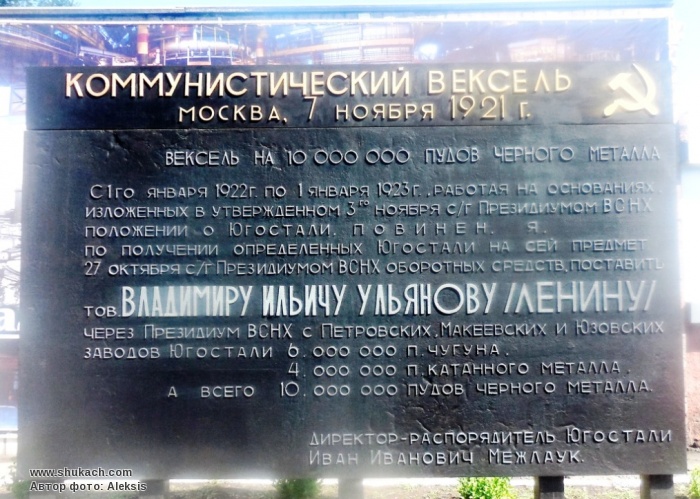 КОММУНИСТИЧЕСКИЙ ВЕКСЕЛЬ
МОСКВА, 7 НОЯБРЯ 1921 г.
ВЕКСЕЛЬ НА 10 000 000 ПУДОВ ЧЕРНОГО МЕТАЛЛА
С 1го ЯНВАРЯ 1922 г. ПО 1 ЯНВАРЯ 1923 г., РАБОТАЯ НА ОСНОВАНИЯХ,
ИЗЛОЖЕННЫХ В УТВЕРЖДЕННОМ 3го НОЯБРЯ с/г ПРЕЗИДИУМОМ ВСНХ
ПОЛОЖЕНИИ О ЮГОСТАЛИ, ПОВИНЕН Я,
ПО ПОЛУЧЕНИИ ОПРЕДЕЛЕННЫХ ЮГОСТАЛИ НА СЕЙ ПРЕДМЕТ
27 ОКТЯБРЯ с/г ПРЕЗИДИУМОМ ВСНХ ОБОРОТНЫХ СРЕДСТВ, ПОСТАВИТЬ
ТОВ. ВЛАДИМИРУ ИЛЬИЧУ УЛЬЯНОВУ /ЛЕНИНУ/
ЧЕРЕЗ ПРЕЗИДИУМ ВСНХ С ПЕТРОВСКИХ, МАКЕЕВСКИХ И ЮЗОВСКИХ
ЗАВОДОВ ЮГОСТАЛИ 6.000 000 П. ЧУГУНА,
4.000 000 П. КАТАННОГО МЕТАЛЛА,
А ВСЕГО 10.000 000 ПУДОВ ЧЕРНОГО МЕТАЛЛА.
ДИРЕКТОР-РАСПОРЯДИТЕЛЬ ЮГОСТАЛИ
ИВАН ИВАНОВИЧ МЕЖЛАУК.
www.shukach.com
Автор фото: Aleksis